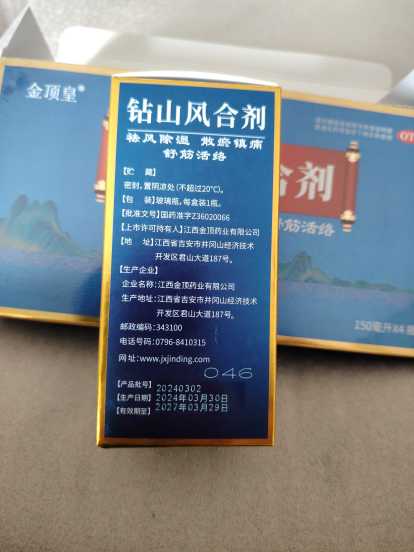 金顶皇®
钻山风合剂
祛风除湿 散瘀镇痛
舒筋活络
【贮 藏】
密封,置阴凉处(不超过20℃)。
【包 装】玻璃瓶,每盒装1瓶。
【批准文号】国药准字Z36020066
【上市许可持有人】江西金顶药业有限公司
【地 址】江西省吉安市井冈山经济技术
开发区君山大道187号。
【生产企业】
企业名称:江西金顶药业有限公司
生产地址:江西省吉安市井冈山经济技术
开发区君山大道187号。
邮政编码:343100
电话号码:0796-8410315
网址:www.jxjinding.com
046
【产品批号】20240302
【生产日期】2024年03月30日
【有效期至】2027年03月29日
OT
合剂
舒筋活络
150毫升X4瓶